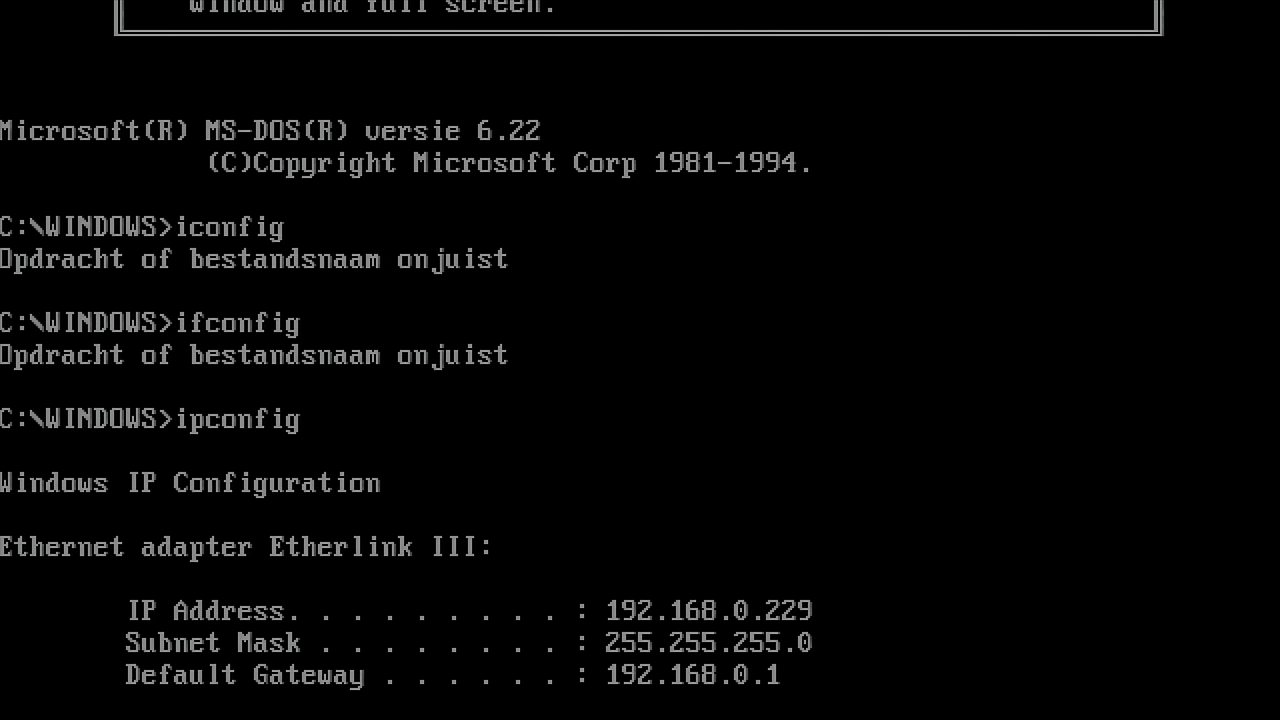 window and full screen.
Microsoft(R) MS-DOS(R) versie 6.22
(C)Copyright Microsoft Corp 1981-1994.
C:\WINDOWS>iconfig
Opdracht of bestandsnaam onjuist
C:\WINDOWS>ifconfig
Opdracht of bestandsnaam onjuist
C:\WINDOWS>ipconfig
Windows IP Configuration
Ethernet adapter Etherlink III:
IP Address. . . . . . . . . : 192.168.0.229
Subnet Mask . . . . . . . . : 255.255.255.0
Default Gateway . . . . . . : 192.168.0.1